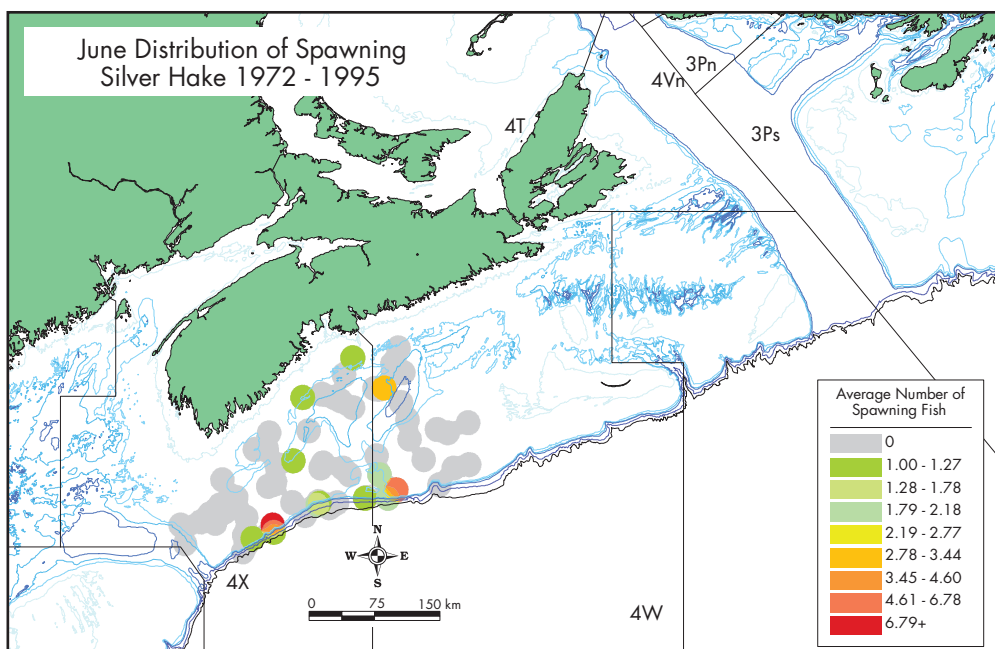 June Distribution of Spawning
Silver Hake 1972 - 1995
3Pn
4Vn
4T
3Ps
Average Number of
Spawning Fish
0
1.00 - 1.27
1.28 - 1.78
1.79 - 2.18
2.19 - 2.77
2.78 - 3.44
3.45 - 4.60
4.61 - 6.78
6.79+
N
W E
S
4X
0 75 150 km
4W